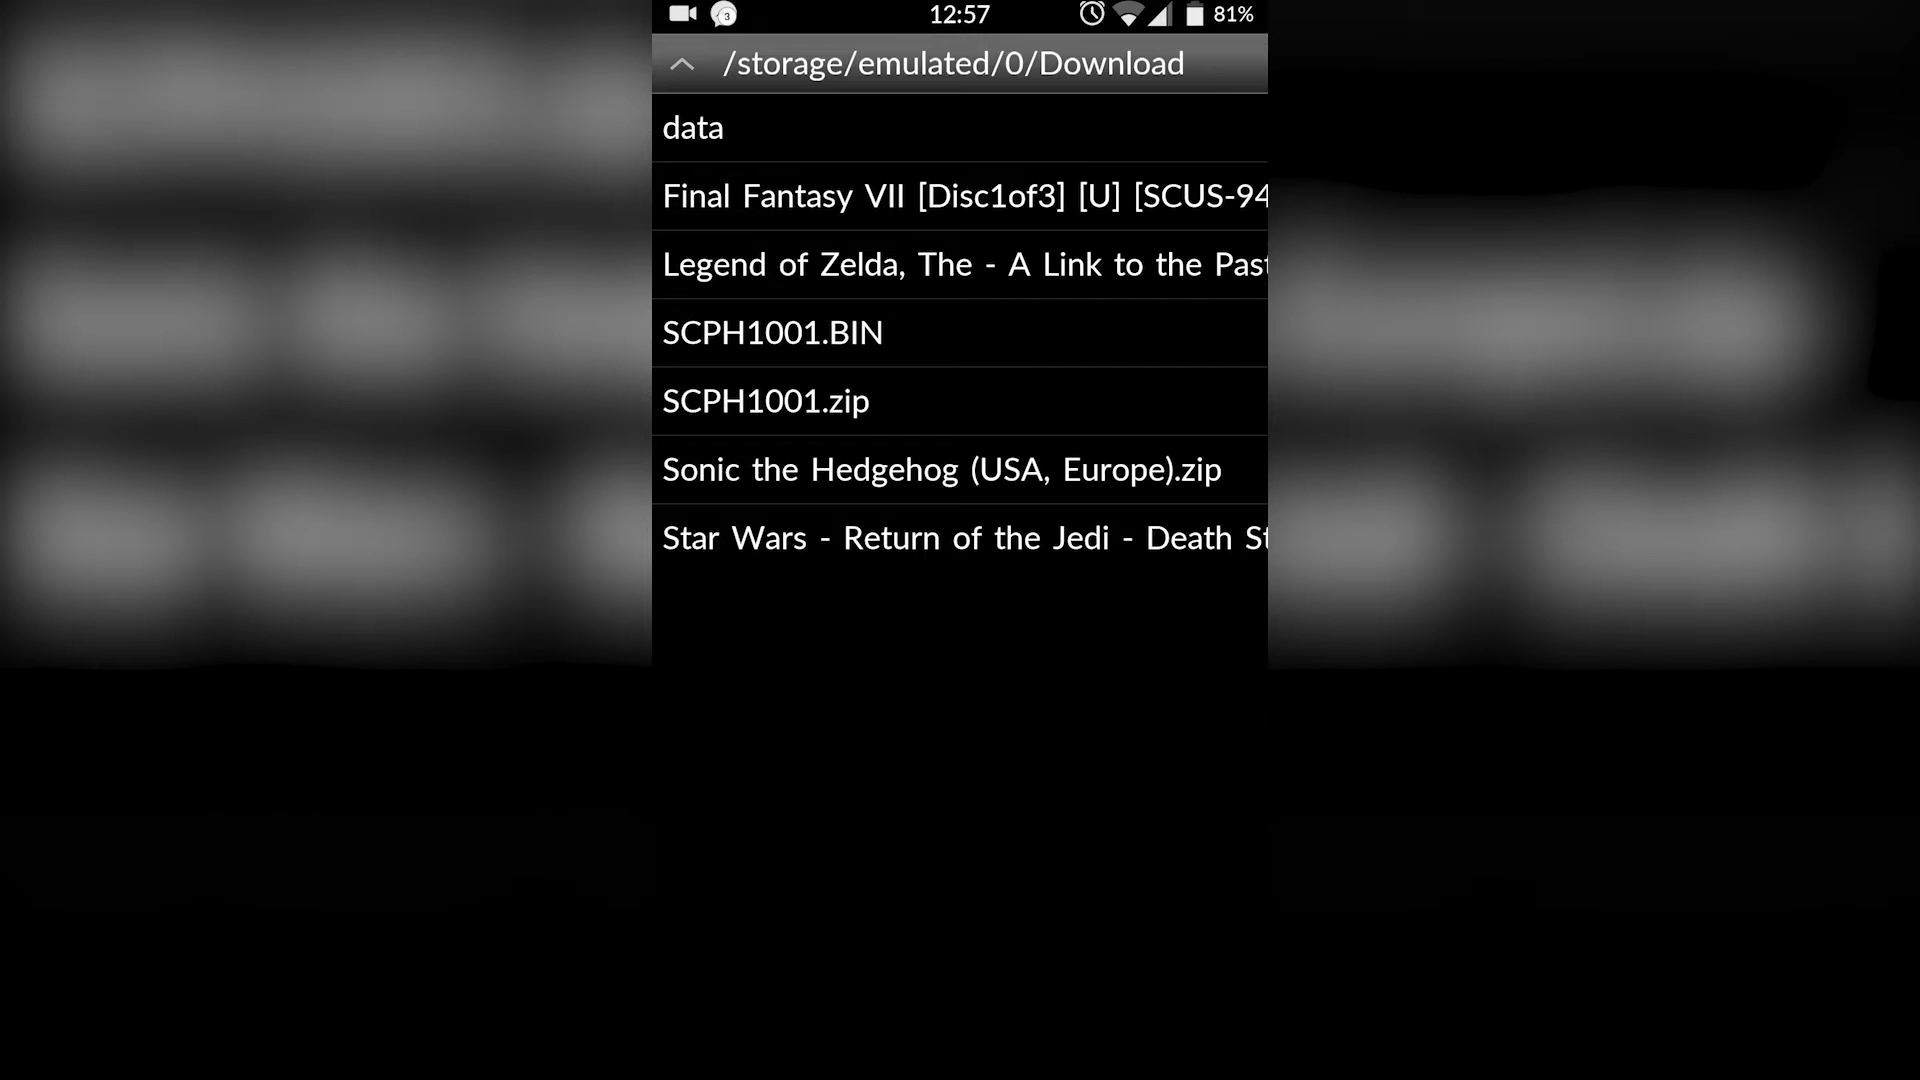 3 12:57 81%
/storage/emulated/0/Download
data
Final Fantasy VII [Disc1of3] [U] [SCUS-94
Legend of Zelda, The - A Link to the Past
SCPH1001.BIN
SCPH1001.zip
Sonic the Hedgehog (USA, Europe).zip
Star Wars - Return of the Jedi - Death St